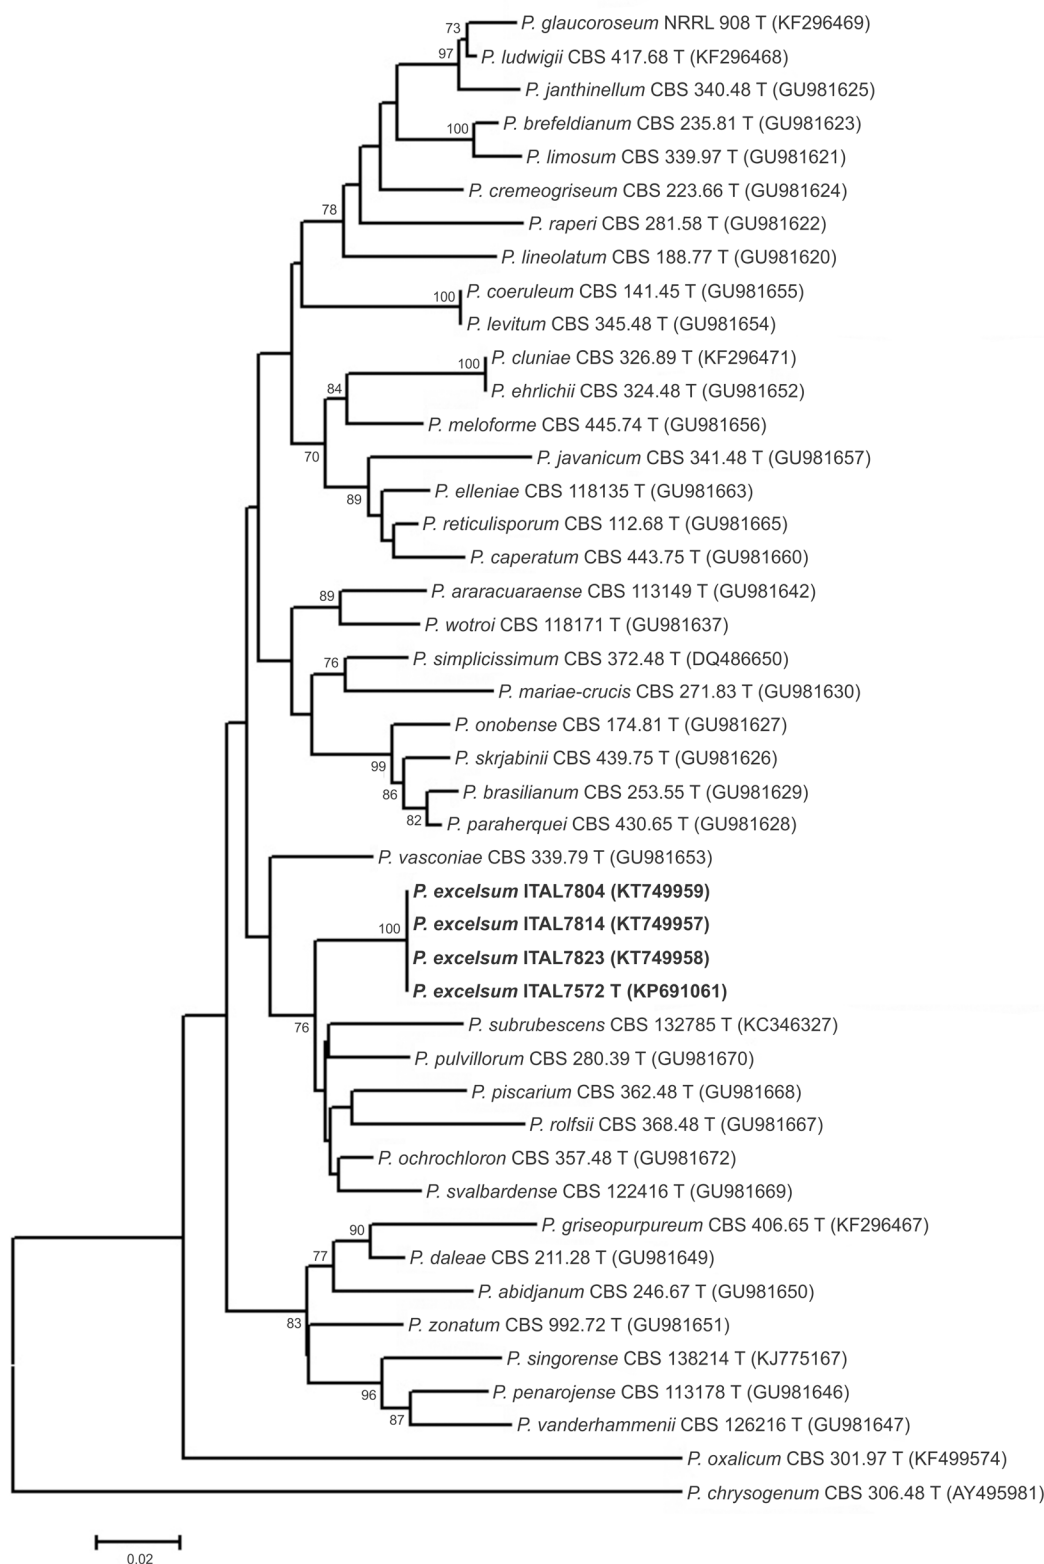 73
P. glaucoroseum NRRL 908 T (KF296469)
97
P. ludwigii CBS 417.68 T (KF296468)
P. janthinellum CBS 340.48 T (GU981625)
100
P. brefeldianum CBS 235.81 T (GU981623)
P. limosum CBS 339.97 T (GU981621)
P. cremeogriseum CBS 223.66 T (GU981624)
78
P. raperi CBS 281.58 T (GU981622)
P. lineolatum CBS 188.77 T (GU981620)
100
P. coeruleum CBS 141.45 T (GU981655)
P. levitum CBS 345.48 T (GU981654)
100
P. cluniae CBS 326.89 T (KF296471)
84
P. ehrlichii CBS 324.48 T (GU981652)
P. meloforme CBS 445.74 T (GU981656)
70
P. javanicum CBS 341.48 T (GU981657)
89
P. elleniae CBS 118135 T (GU981663)
P. reticulisporum CBS 112.68 T (GU981665)
P. caperatum CBS 443.75 T (GU981660)
89
P. araracuaraense CBS 113149 T (GU981642)
P. wotroi CBS 118171 T (GU981637)
76
P. simplicissimum CBS 372.48 T (DQ486650)
P. mariae-crucis CBS 271.83 T (GU981630)
P. onobense CBS 174.81 T (GU981627)
99
P. skrjabinii CBS 439.75 T (GU981626)
86
P. brasilianum CBS 253.55 T (GU981629)
82
P. paraherquei CBS 430.65 T (GU981628)
P. vasconiae CBS 339.79 T (GU981653)
P. excelsum ITAL7804 (KT749959)
100
P. excelsum ITAL7814 (KT749957)
P. excelsum ITAL7823 (KT749958)
P. excelsum ITAL7572 T (KP691061)
76
P. subrubescens CBS 132785 T (KC346327)
P. pulvillorum CBS 280.39 T (GU981670)
P. piscarium CBS 362.48 T (GU981668)
P. rolfsii CBS 368.48 T (GU981667)
P. ochrochloron CBS 357.48 T (GU981672)
P. svalbardense CBS 122416 T (GU981669)
90
P. griseopurpureum CBS 406.65 T (KF296467)
77
P. daleae CBS 211.28 T (GU981649)
P. abidjanum CBS 246.67 T (GU981650)
83
P. zonatum CBS 992.72 T (GU981651)
P. singorense CBS 138214 T (KJ775167)
96
P. penarojense CBS 113178 T (GU981646)
87
P. vanderhammenii CBS 126216 T (GU981647)
P. oxalicum CBS 301.97 T (KF499574)
P. chrysogenum CBS 306.48 T (AY495981)
0.02